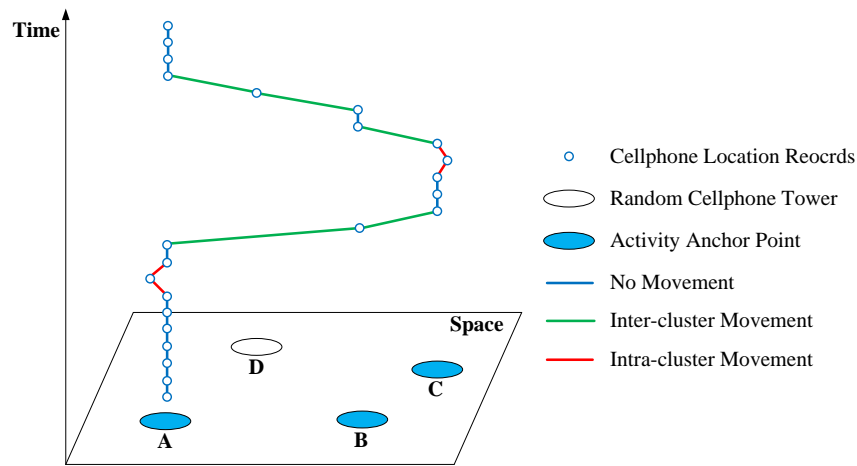 Time
Cellphone Location Reocrds
Random Cellphone Tower
Activity Anchor Point
No Movement
Inter-cluster Movement
Intra-cluster Movement
Space
D
C
A
B